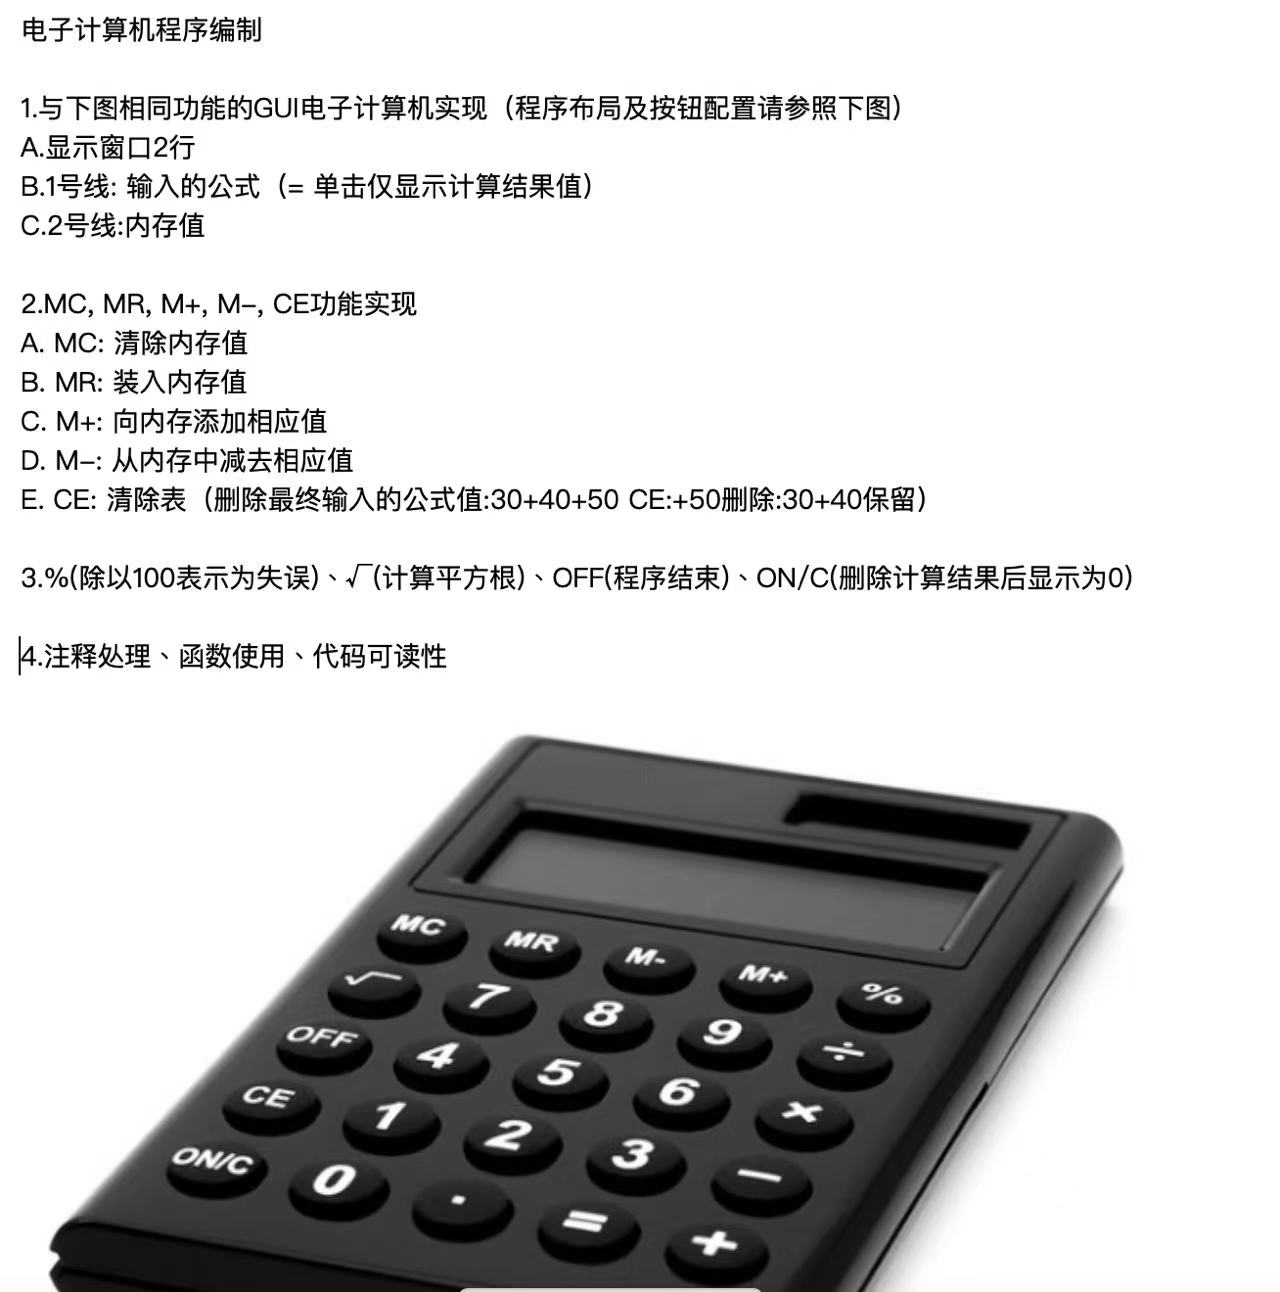 电子计算机程序编制
1.与下图相同功能的GUI电子计算机实现（程序布局及按钮配置请参照下图）
A.显示窗口2行
B.1号线: 输入的公式（= 单击仅显示计算结果值）
C.2号线:内存值
2.MC, MR, M+, M-, CE功能实现
A. MC: 清除内存值
B. MR: 装入内存值
C. M+: 向内存添加相应值
D. M-: 从内存中减去相应值
E. CE: 清除表（删除最终输入的公式值:30+40+50 CE:+50删除:30+40保留）
3.%(除以100表示为失误)、√‾(计算平方根)、OFF(程序结束)、ON/C(删除计算结果后显示为0)
4.注释处理、函数使用、代码可读性
MC MR M- M+ %
√‾ 7 8 9 ÷
OFF 4 5 6 ×
CE 1 2 3 −
ON/C 0 . = +